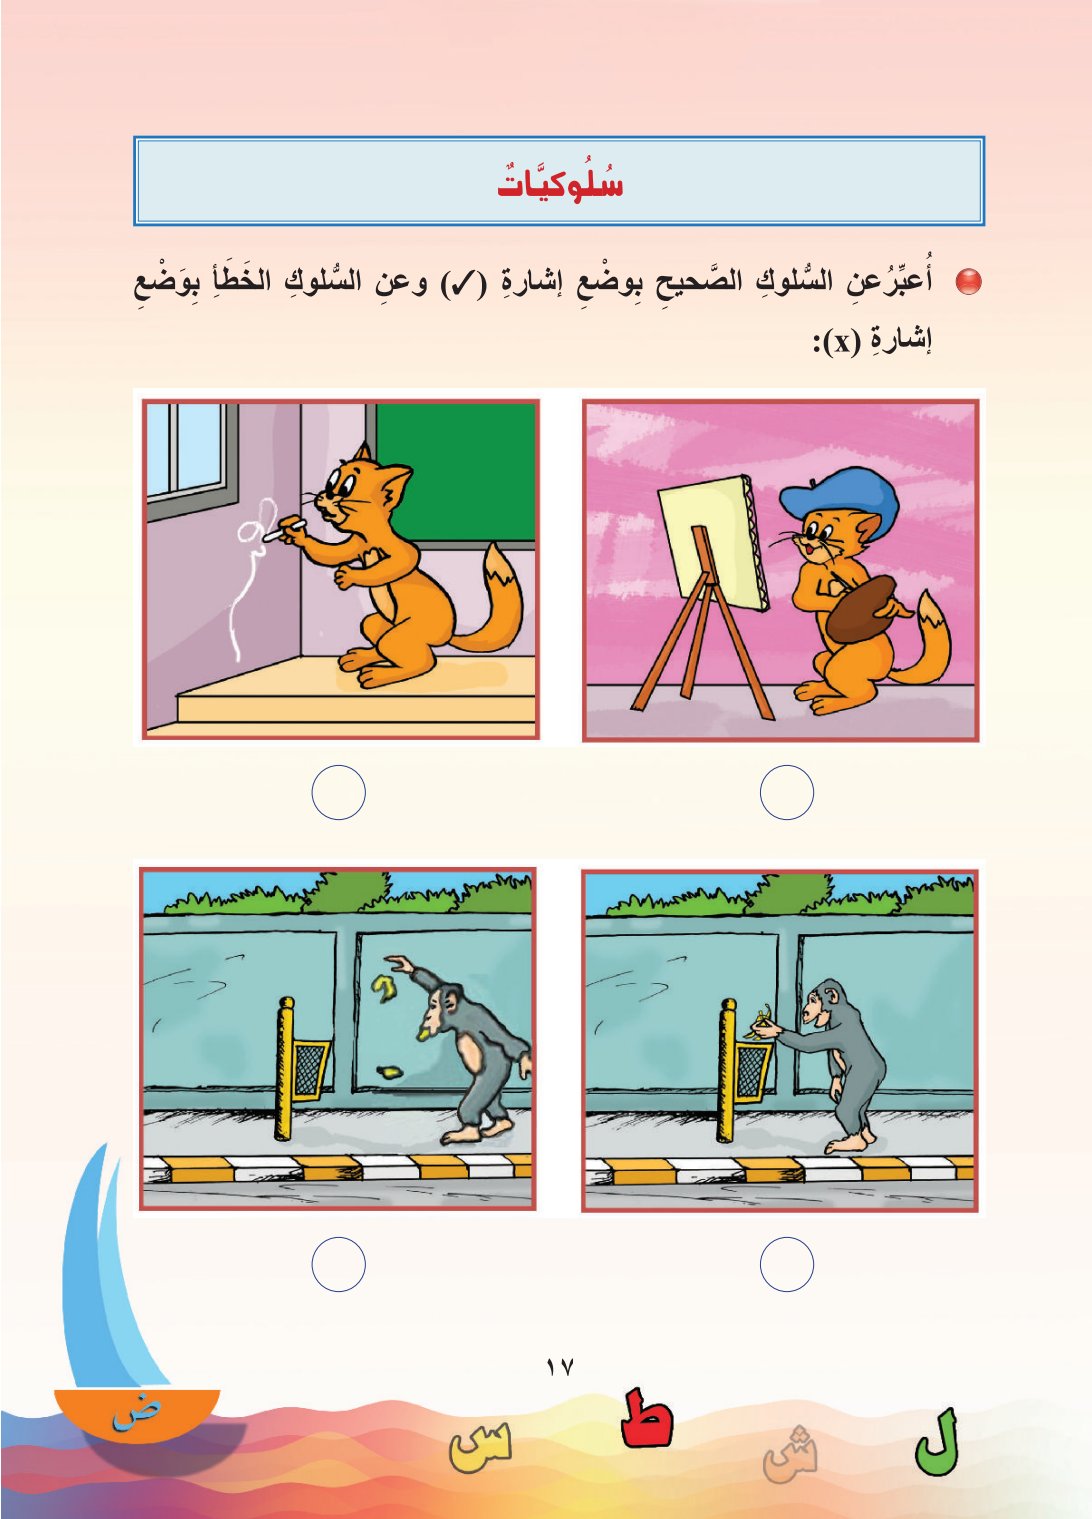 سُلُوكيَّاتٌ
أُعبِّرُعنِ السُّلوكِ الصَّحيحِ بِوضْعِ إشارةِ (✓) وعنِ السُّلوكِ الخَطَأِ بِوَضْعِ
إشارةِ (x):
١٧
ض
ل ش ط س